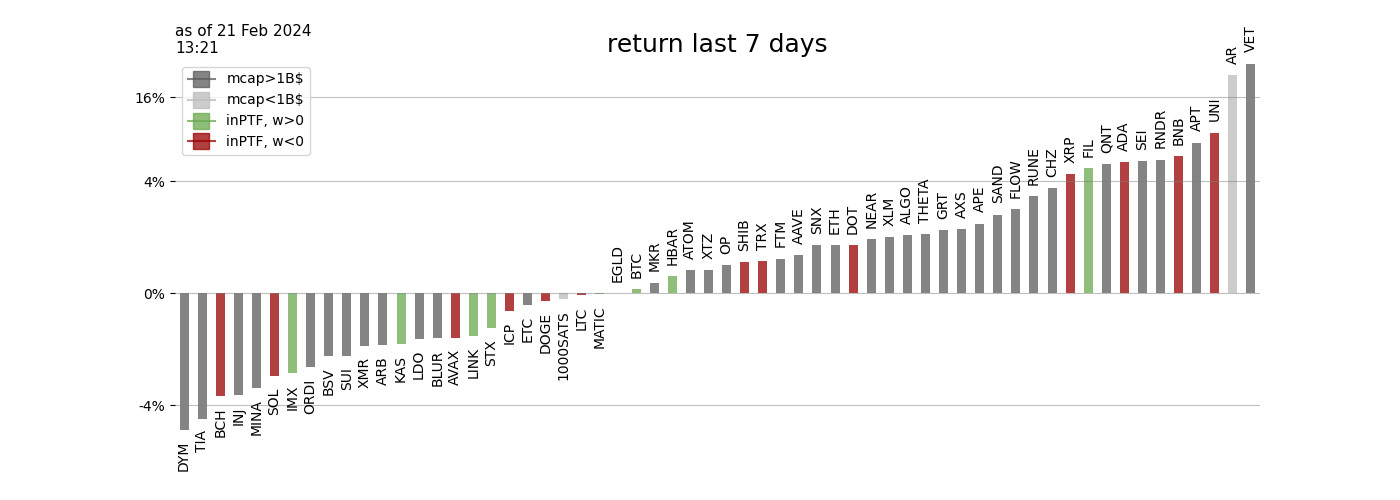 as of 21 Feb 2024
13:21
return last 7 days
mcap>1B$
mcap<1B$
inPTF, w>0
inPTF, w<0
16%
4%
0%
-4%
DYM
TIA
BCH
INJ
MINA
SOL
IMX
ORDI
BSV
SUI
XMR
ARB
KAS
LDO
BLUR
AVAX
LINK
STX
ICP
ETC
DOGE
1000SATS
LTC
MATIC
EGLD
BTC
MKR
HBAR
ATOM
XTZ
OP
SHIB
TRX
FTM
AAVE
SNX
ETH
DOT
NEAR
XLM
ALGO
THETA
GRT
AXS
APE
SAND
FLOW
RUNE
CHZ
XRP
FIL
QNT
ADA
SEI
RNDR
BNB
APT
UNI
AR
VET